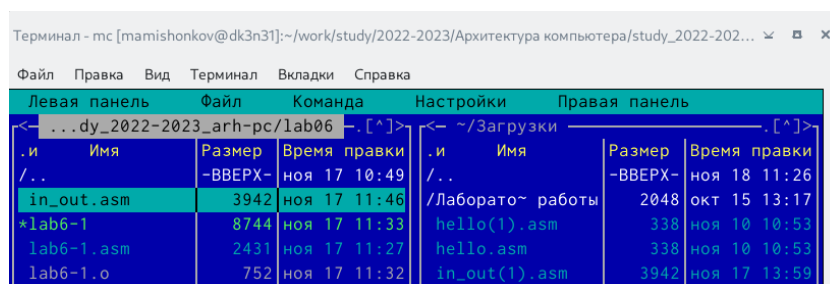 Терминал - mc [mamishonkov@dk3n31]:~/work/study/2022-2023/Архитектура компьютера/study_2022-202...
Файл Правка Вид Терминал Вкладки Справка
Левая панель Файл Команда Настройки Правая панель
<— ...dy_2022-2023_arh-pc/lab06 —.[^]> <— ~/Загрузки —.[^]>
.и Имя Размер Время правки .и Имя Размер Время правки
/.. -ВВЕРХ- ноя 17 10:49 /.. -ВВЕРХ- ноя 18 11:26
in_out.asm 3942 ноя 17 11:46 /Лаборато~ работы 2048 окт 15 13:17
*lab6-1 8744 ноя 17 11:33 hello(1).asm 338 ноя 10 10:53
lab6-1.asm 2431 ноя 17 11:27 hello.asm 338 ноя 10 10:53
lab6-1.o 752 ноя 17 11:32 in_out(1).asm 3942 ноя 17 13:59